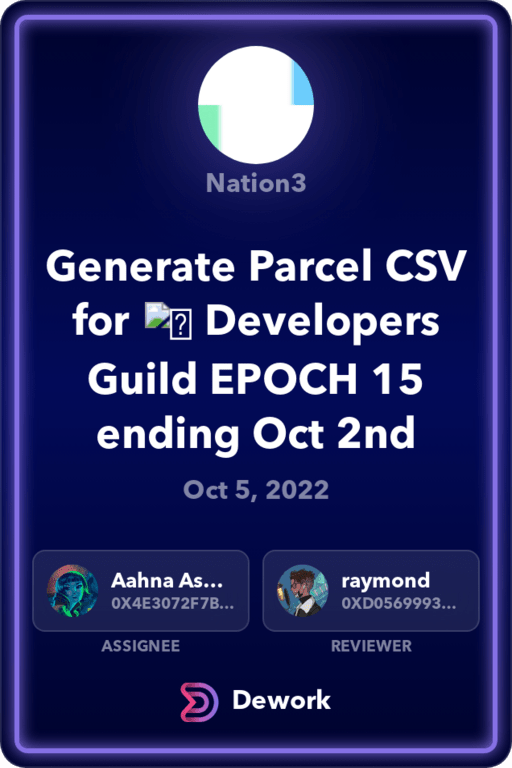 Nation3
Generate Parcel CSV
for Developers
Guild EPOCH 15
ending Oct 2nd
Oct 5, 2022
Aahna As...
0X4E3072F7B...
ASSIGNEE
raymond
0XD0569993...
REVIEWER
Dework